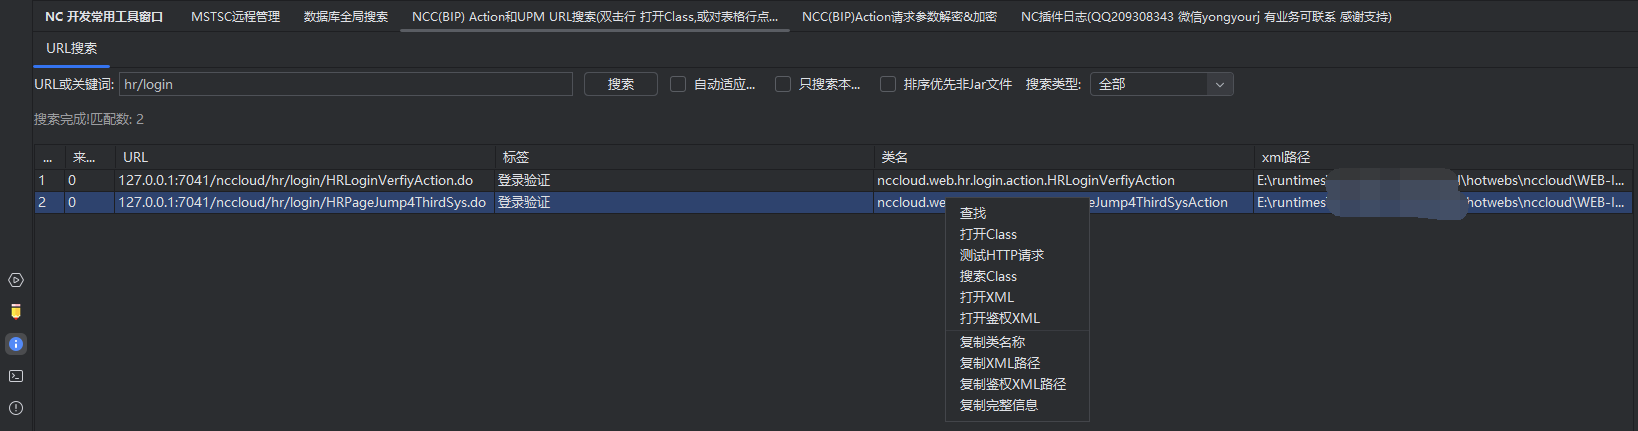 NC 开发常用工具窗口 MSTSC远程管理 数据库全局搜索 NCC(BIP) Action和UPM URL搜索(双击行 打开Class,或对表格行点... NCC(BIP)Action请求参数解密&加密 NC插件日志(QQ209308343 微信yongyourj 有业务可联系 感谢支持)
URL搜索
URL或关键词: hr/login 搜索 自动适应... 只搜索本... 排序优先非Jar文件 搜索类型: 全部
搜索完成!匹配数: 2
... 来... URL 标签 类名 xml路径
1 0 127.0.0.1:7041/nccloud/hr/login/HRLoginVerfiyAction.do 登录验证 nccloud.web.hr.login.action.HRLoginVerfiyAction E:\runtimes\ \hotwebs\nccloud\WEB-I...
2 0 127.0.0.1:7041/nccloud/hr/login/HRPageJump4ThirdSys.do 登录验证 nccloud.we eJump4ThirdSysAction E:\runtimes\ hotwebs\nccloud\WEB-I...
查找
打开Class
测试HTTP请求
搜索Class
打开XML
打开鉴权XML
复制类名称
复制XML路径
复制鉴权XML路径
复制完整信息